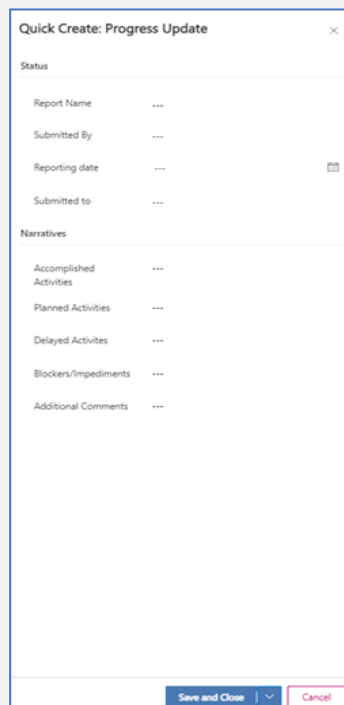 Quick Create: Progress Update
Status
Report Name ---
Submitted By ---
Reporting date ---
Submitted to ---
Narratives
Accomplished ---
Activities
Planned Activities ---
Delayed Activites ---
Blockers/Impediments ---
Additional Comments ---
Save and Close Cancel